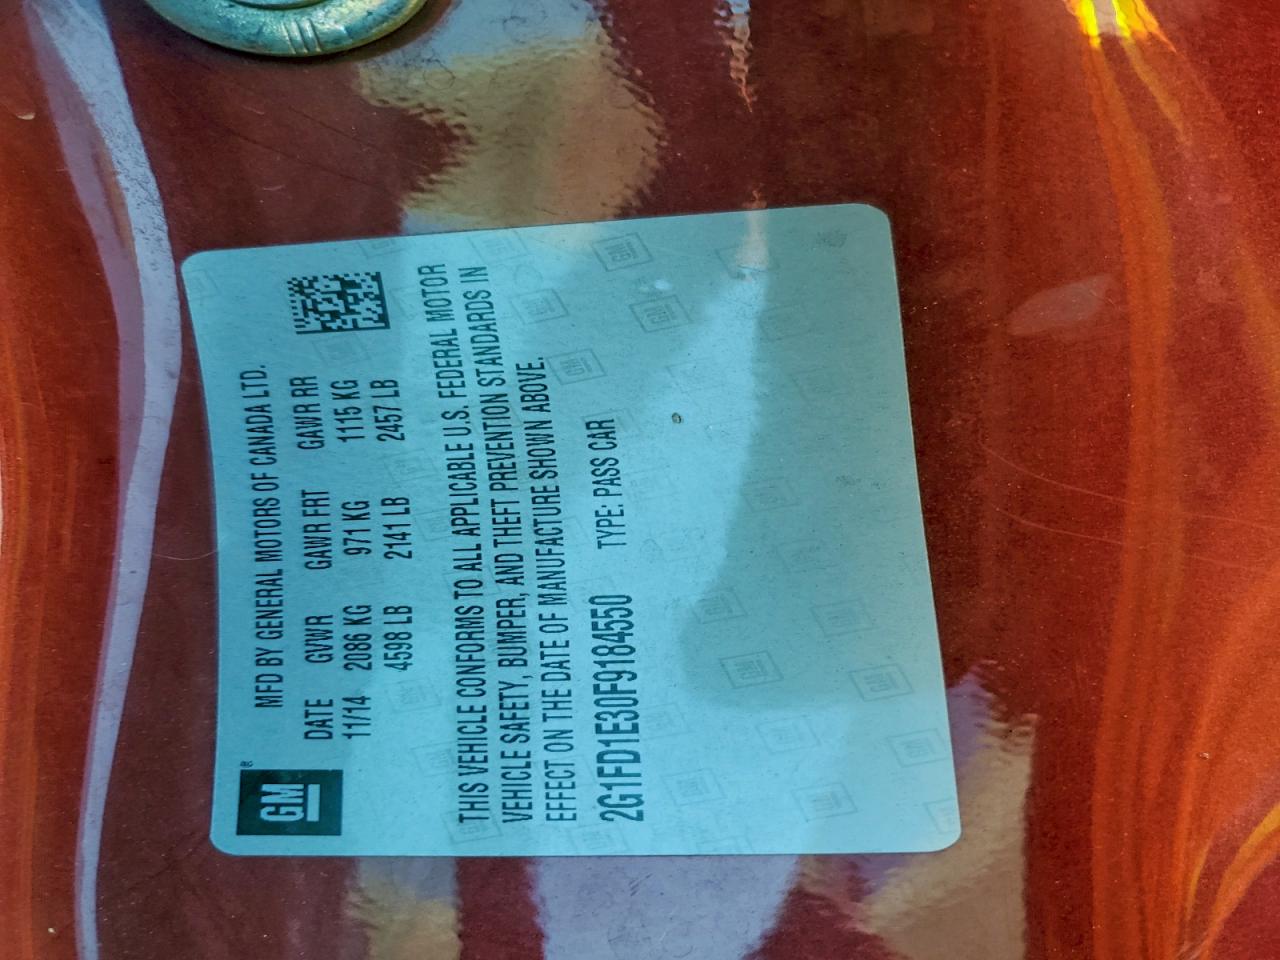 GM®
MFD BY GENERAL MOTORS OF CANADA LTD.
DATE GVWR GAWR FRT GAWR RR
11/14 2086 KG 971 KG 1115 KG
4598 LB 2141 LB 2457 LB
THIS VEHICLE CONFORMS TO ALL APPLICABLE U.S. FEDERAL MOTOR
VEHICLE SAFETY, BUMPER, AND THEFT PREVENTION STANDARDS IN
EFFECT ON THE DATE OF MANUFACTURE SHOWN ABOVE.
2G1FD1E30F9184550 TYPE: PASS CAR